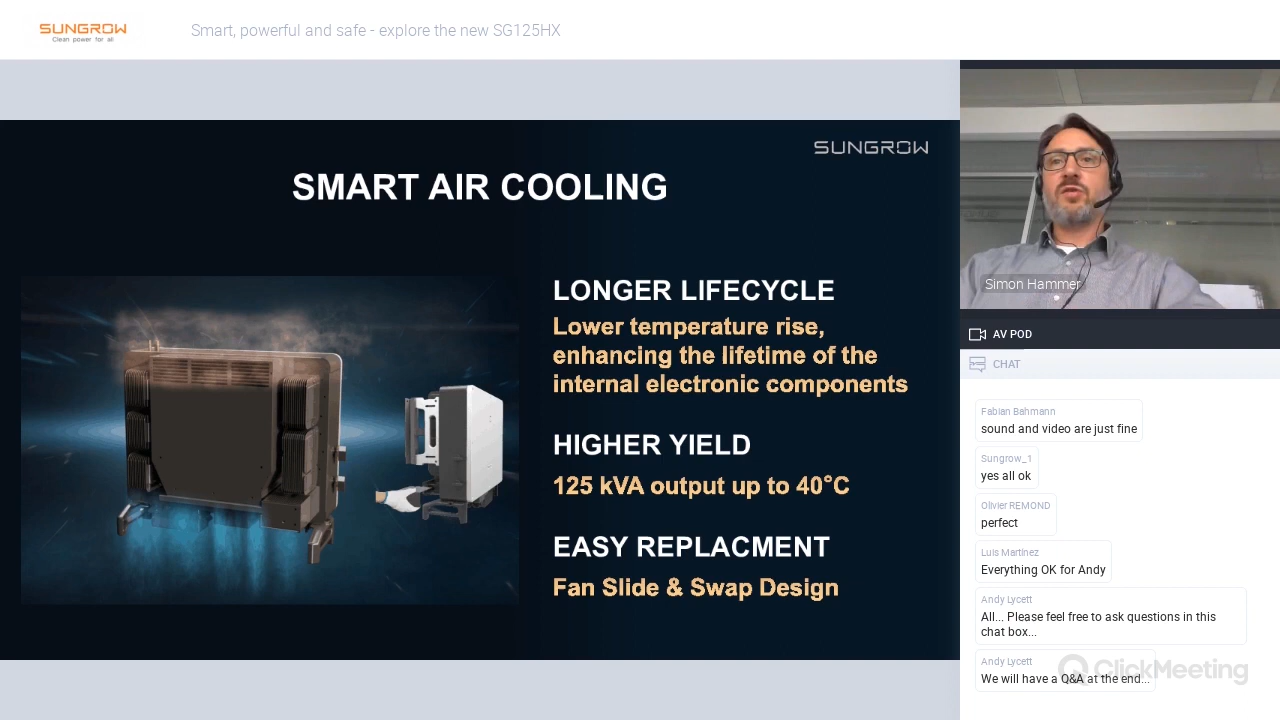 SUNGROW
Clean power for all
Smart, powerful and safe - explore the new SG125HX
SUNGROW
SMART AIR COOLING
LONGER LIFECYCLE
Lower temperature rise,
enhancing the lifetime of the
internal electronic components
HIGHER YIELD
125 kVA output up to 40°C
EASY REPLACMENT
Fan Slide & Swap Design
Simon Hammer
AV POD
CHAT
Fabian Bahmann
sound and video are just fine
Sungrow_1
yes all ok
Olivier REMOND
perfect
Luis Martínez
Everything OK for Andy
Andy Lycett
All... Please feel free to ask questions in this
chat box...
Andy Lycett
We will have a Q&A at the end...
ClickMeeting